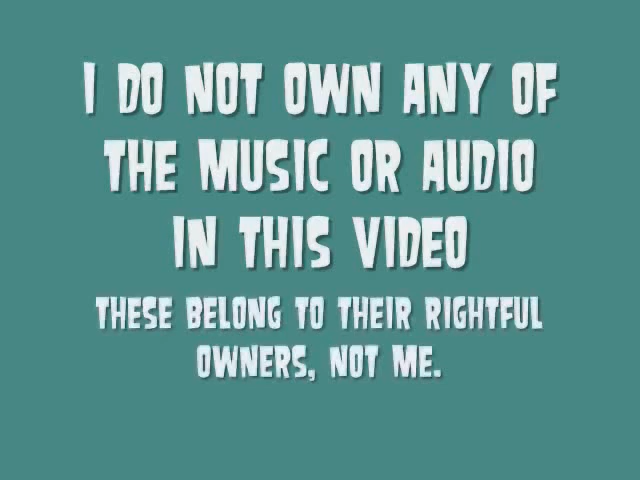 I DO NOT OWN ANY OF
THE MUSIC OR AUDIO
IN THIS VIDEO
THESE BELONG TO THEIR RIGHTFUL
OWNERS, NOT ME.